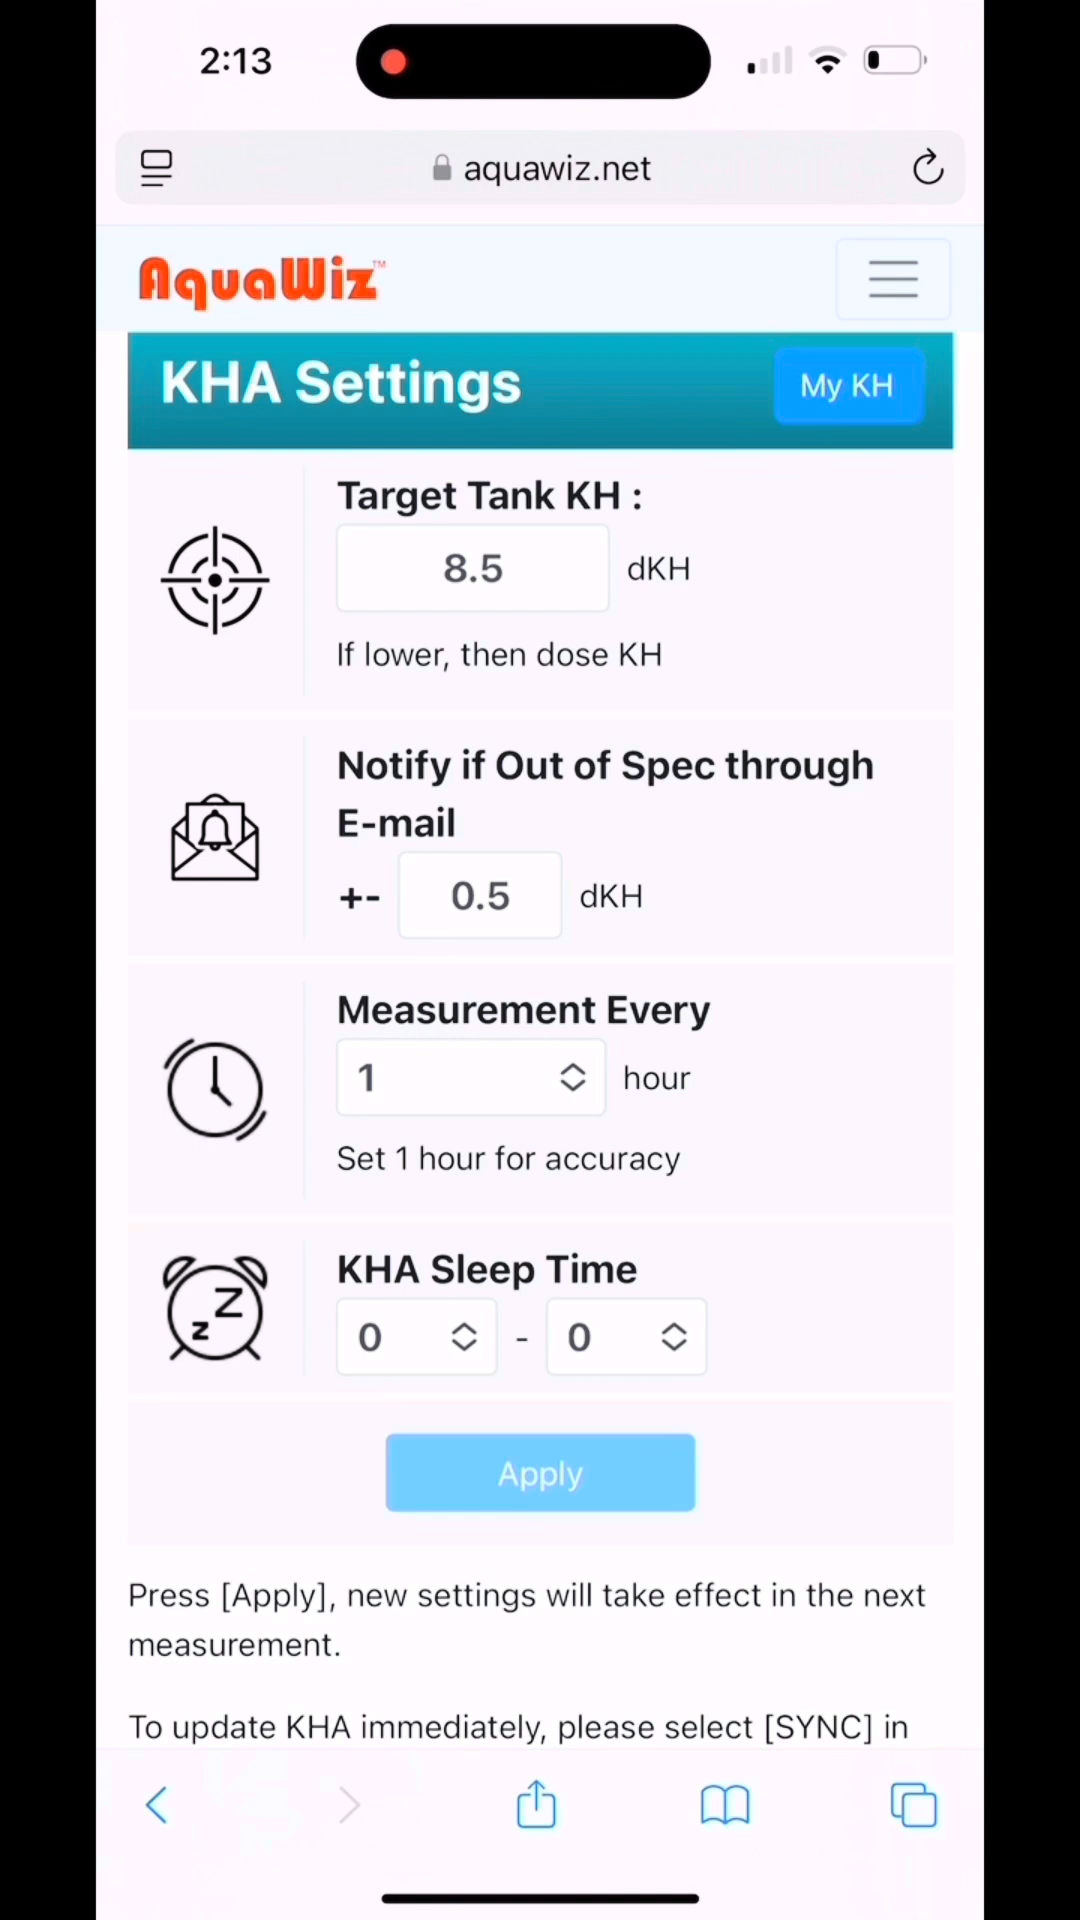 2:13
aquawiz.net
AquaWiz™
KHA Settings
My KH
Target Tank KH :
8.5
dKH
If lower, then dose KH
Notify if Out of Spec through
E-mail
+-
0.5
dKH
Measurement Every
1
hour
Set 1 hour for accuracy
Z
z
KHA Sleep Time
0
-
0
Apply
Press [Apply], new settings will take effect in the next
measurement.
To update KHA immediately, please select [SYNC] in